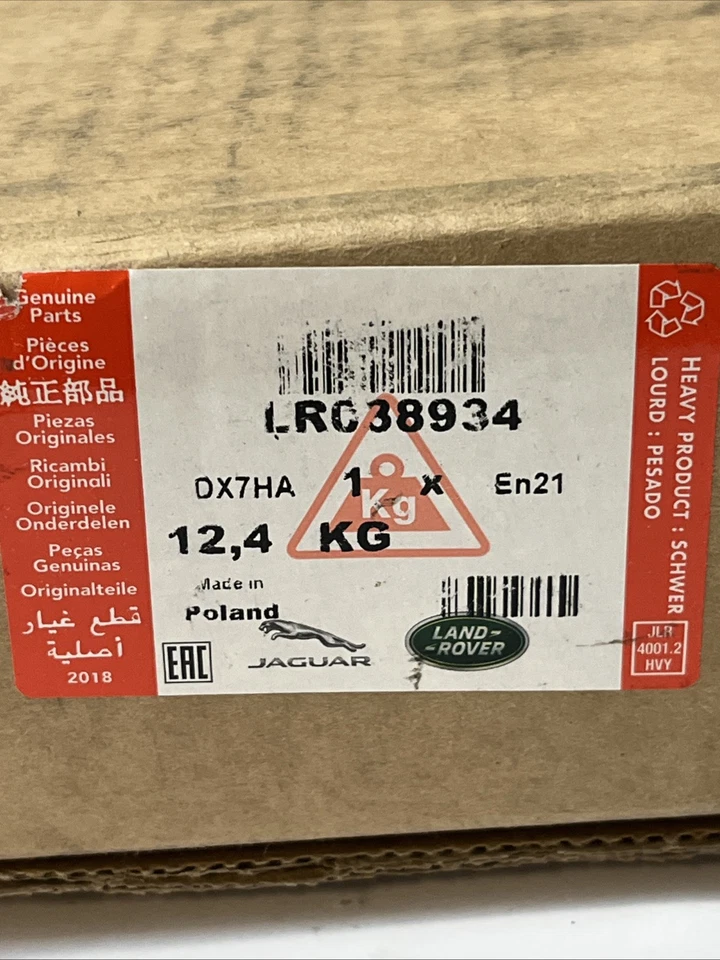 Genuine
Parts
Pièces
d'Origine
純正部品
Piezas
Originales
Ricambi
Originali
Originele
Onderdelen
Peças
Genuinas
Originalteile
قطع غيار
أصلية
2018
LR038934
DX7HA 1 x En21
Kg
12,4 KG
Made in
Poland
EAC
JAGUAR
LAND-
-ROVER
HEAVY PRODUCT : SCHWER
LOURD : PESADO
JLR
4001.2
HVY